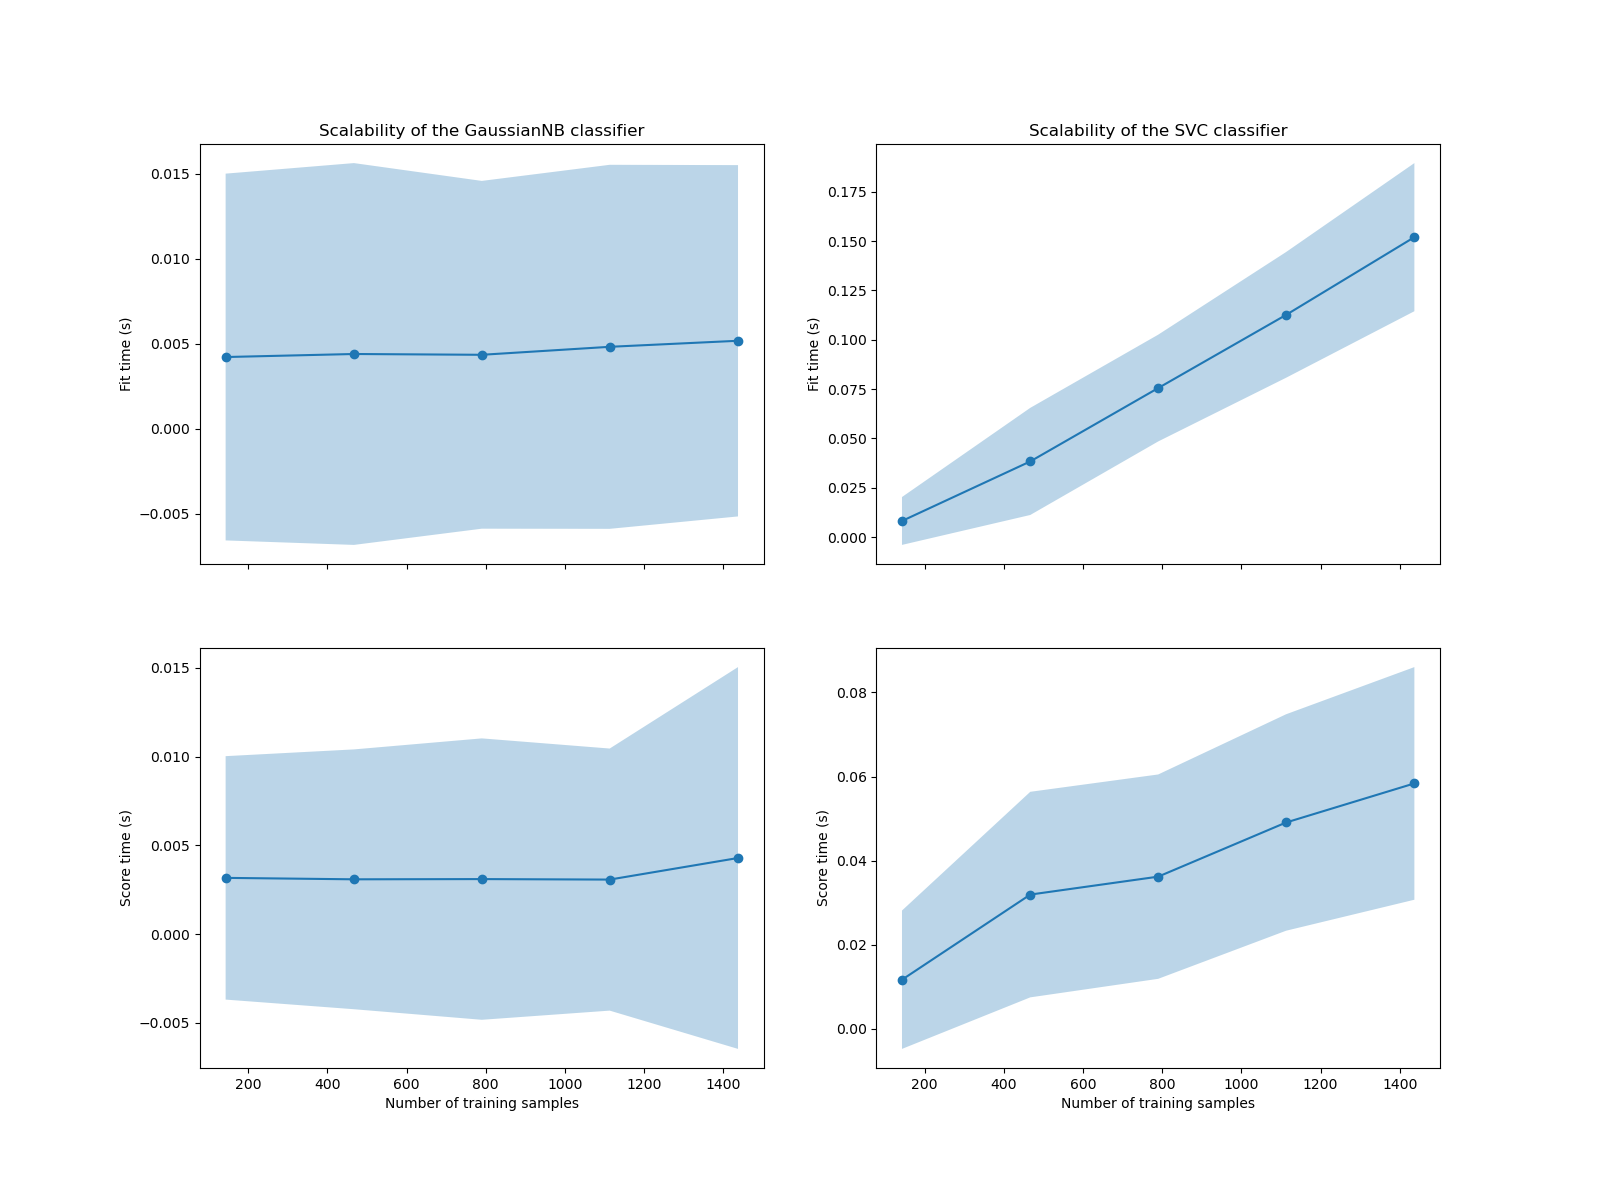 Scalability of the GaussianNB classifier
Scalability of the SVC classifier
0.015
0.010
0.005
0.000
−0.005
Fit time (s)
0.175
0.150
0.125
0.100
0.075
0.050
0.025
0.000
Fit time (s)
0.015
0.010
0.005
0.000
−0.005
Score time (s)
200 400 600 800 1000 1200 1400
Number of training samples
0.08
0.06
0.04
0.02
0.00
Score time (s)
200 400 600 800 1000 1200 1400
Number of training samples